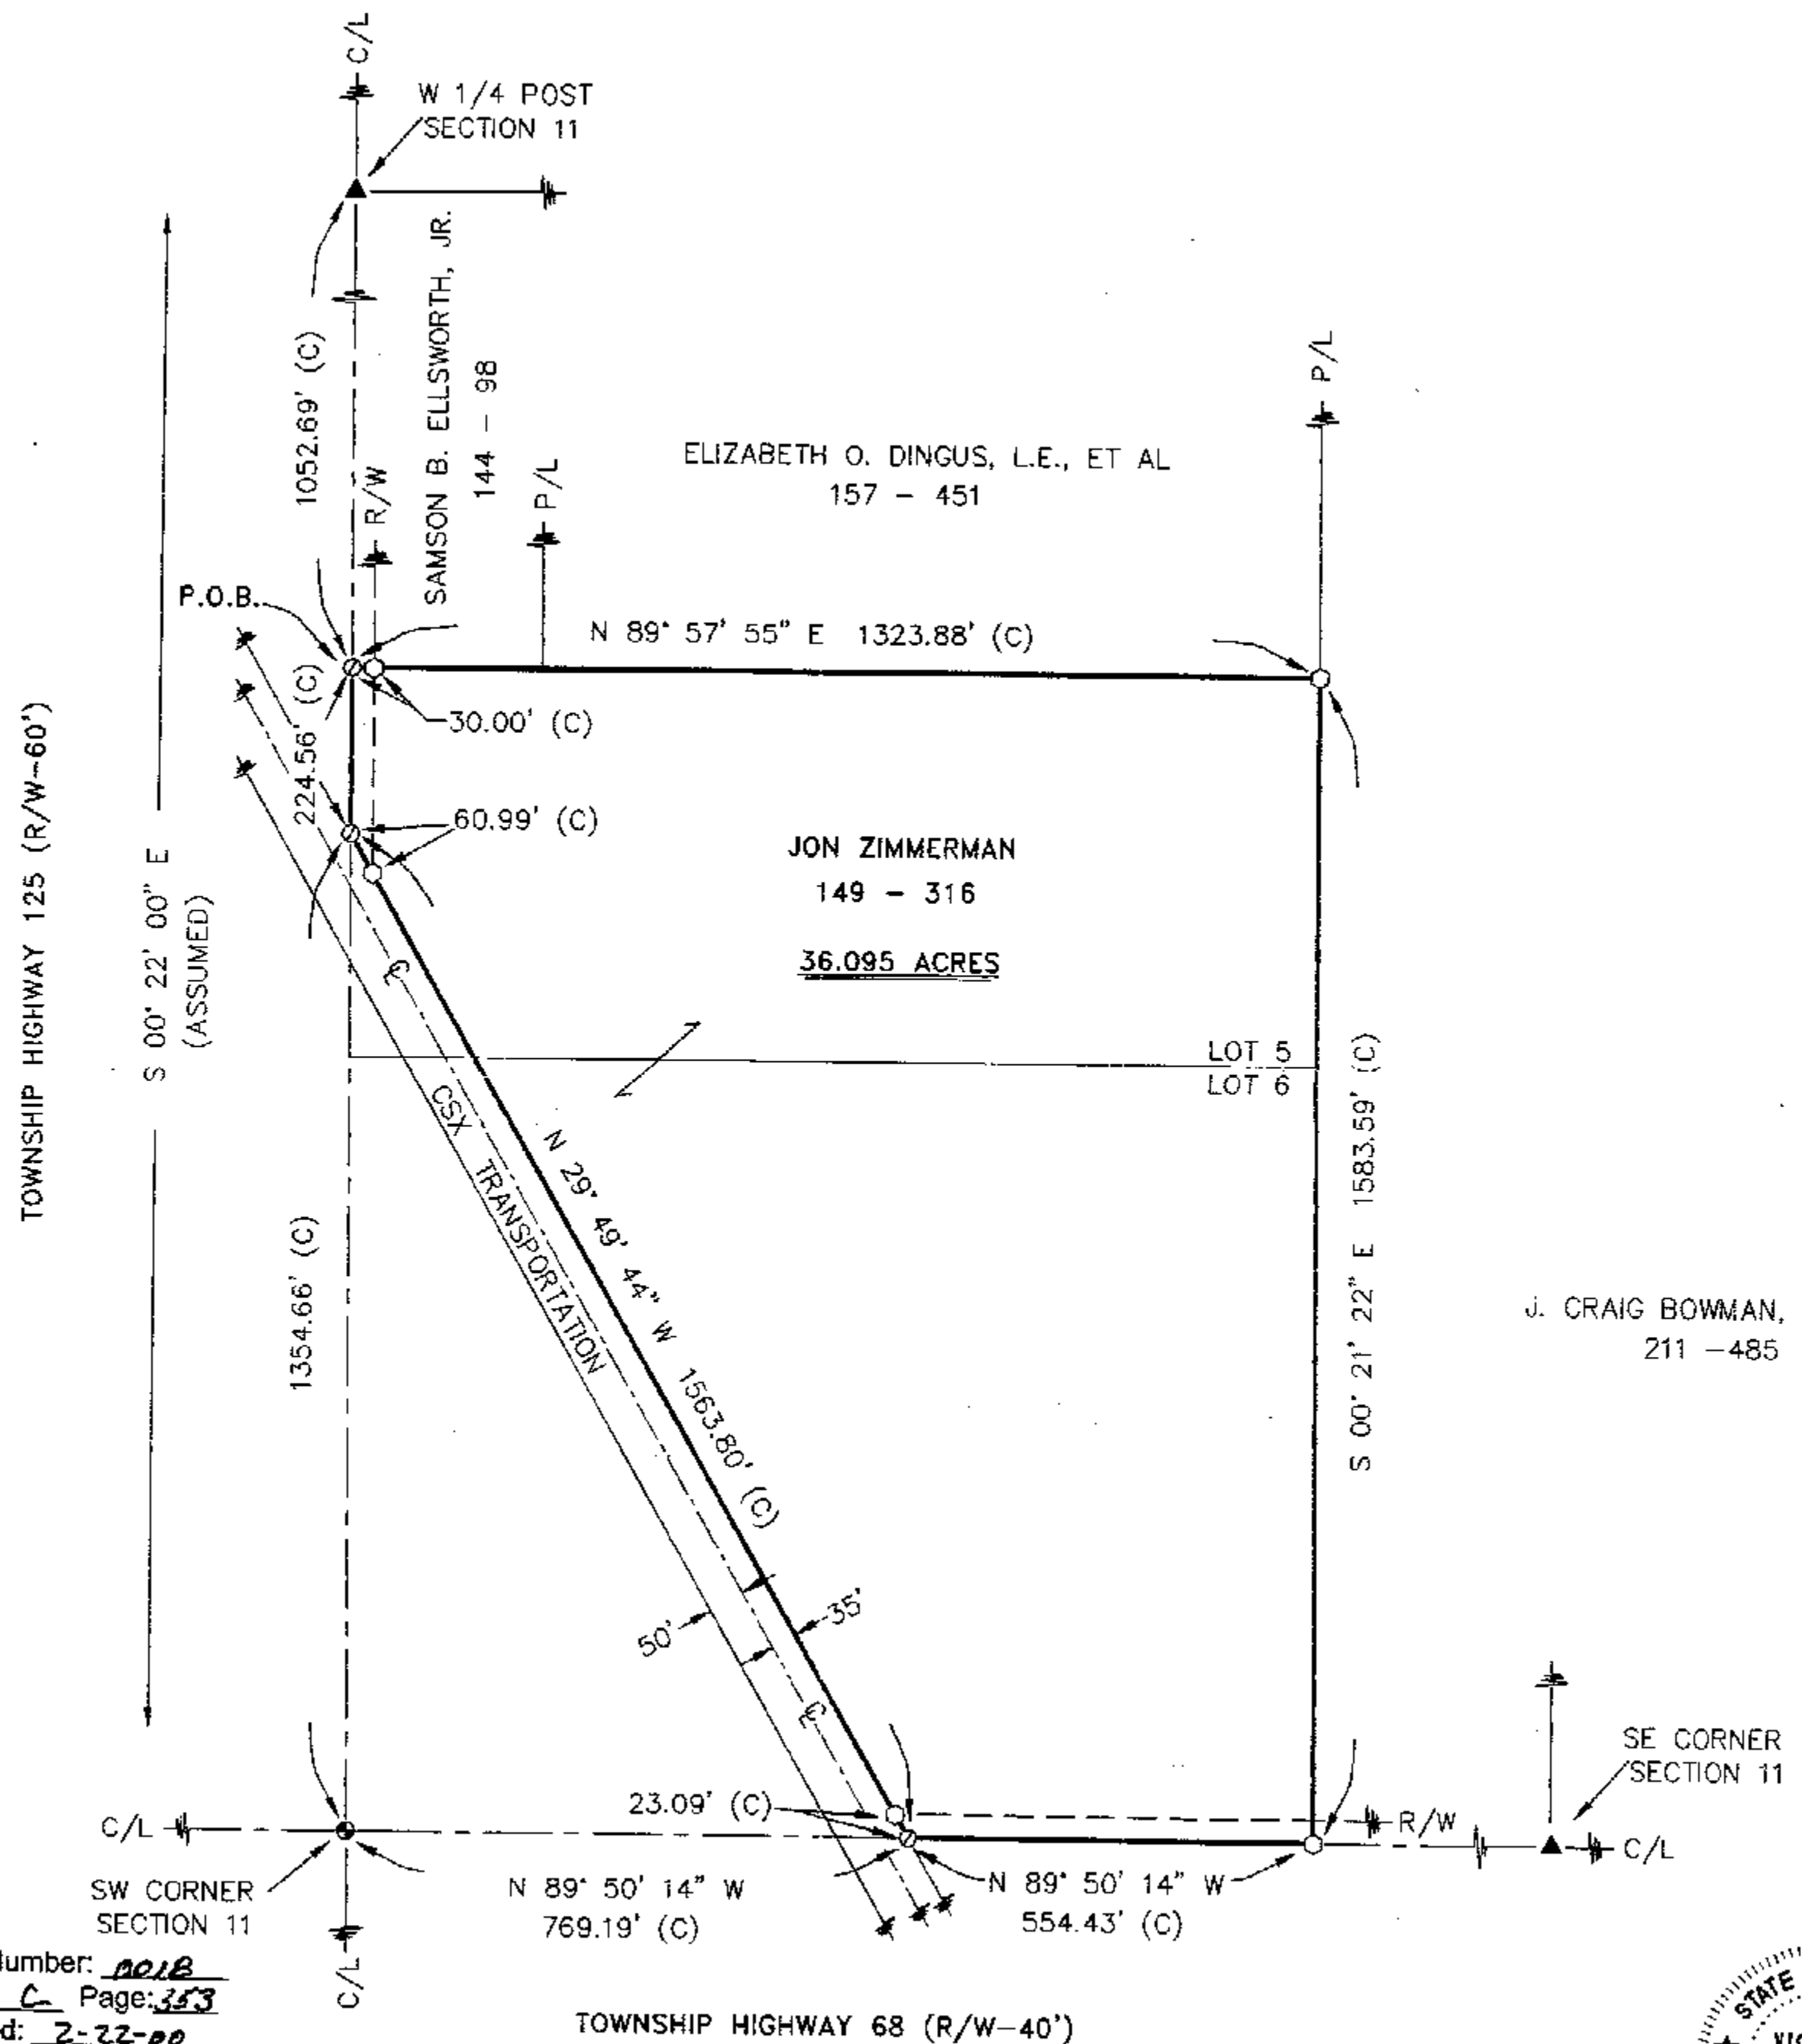 C/L
W 1/4 POST
SECTION 11
SAMSON B. ELLSWORTH, JR.
144 - 98
1052.69' (C)
R/W
P/L
P/L
ELIZABETH O. DINGUS, L.E., ET AL
157 - 451
P.O.B.
N 89° 57' 55" E 1323.88' (C)
30.00' (C)
224.56' (C)
60.99' (C)
TOWNSHIP HIGHWAY 125 (R/W-60')
S 00° 22' 00" E
(ASSUMED)
JON ZIMMERMAN
149 - 316
36.095 ACRES
LOT 5
LOT 6
CSX TRANSPORTATION
N 29° 49' 44" W 1563.80' (C)
S 00° 21' 22" E 1583.59' (C)
1354.66' (C)
J. CRAIG BOWMAN,
211 -485
50'
35'
23.09' (C)
R/W
SE CORNER
SECTION 11
C/L
C/L
SW CORNER
SECTION 11
N 89° 50' 14" W
769.19' (C)
N 89° 50' 14" W
554.43' (C)
C/L
umber:
C Page: 353
d: 2-22-00
TOWNSHIP HIGHWAY 68 (R/W-40')
STATE